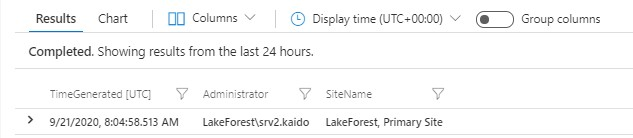 Results Chart Columns Display time (UTC+00:00) Group columns
Completed. Showing results from the last 24 hours.
TimeGenerated [UTC] Administrator SiteName
9/21/2020, 8:04:58.513 AM LakeForest\srv2.kaido LakeForest, Primary Site